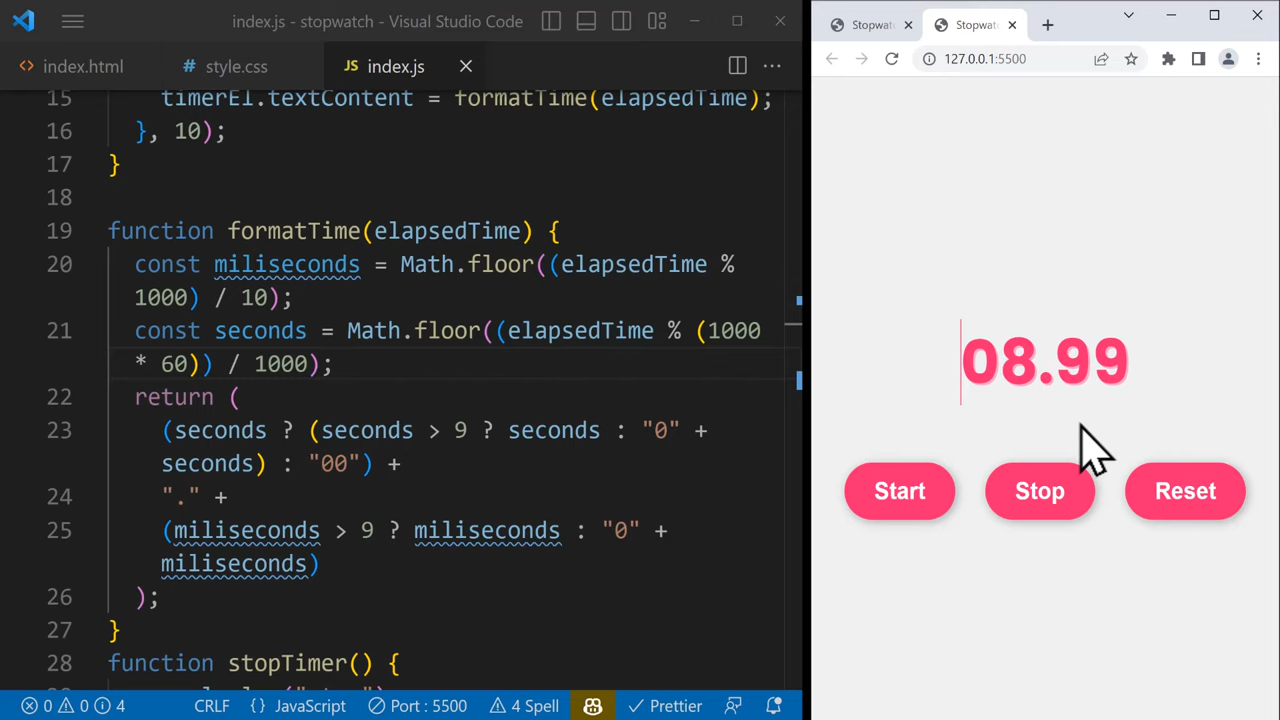 index.js - stopwatch - Visual Studio Code
index.html
# style.css
JS index.js
15 timerEl.textContent = formatTime(elapsedTime);
16 }, 10);
17 }
18
19 function formatTime(elapsedTime) {
20 const miliseconds = Math.floor((elapsedTime %
1000) / 10);
21 const seconds = Math.floor((elapsedTime % (1000
* 60)) / 1000);
22 return (
23 (seconds ? (seconds > 9 ? seconds : "0" +
seconds) : "00") +
24 "." +
25 (miliseconds > 9 ? miliseconds : "0" +
miliseconds)
26 );
27 }
28 function stopTimer() {
0 0 4 CRLF {} JavaScript Port : 5500 4 Spell Prettier
Stopwat
Stopwa
127.0.0.1:5500
08.99
Start Stop Reset